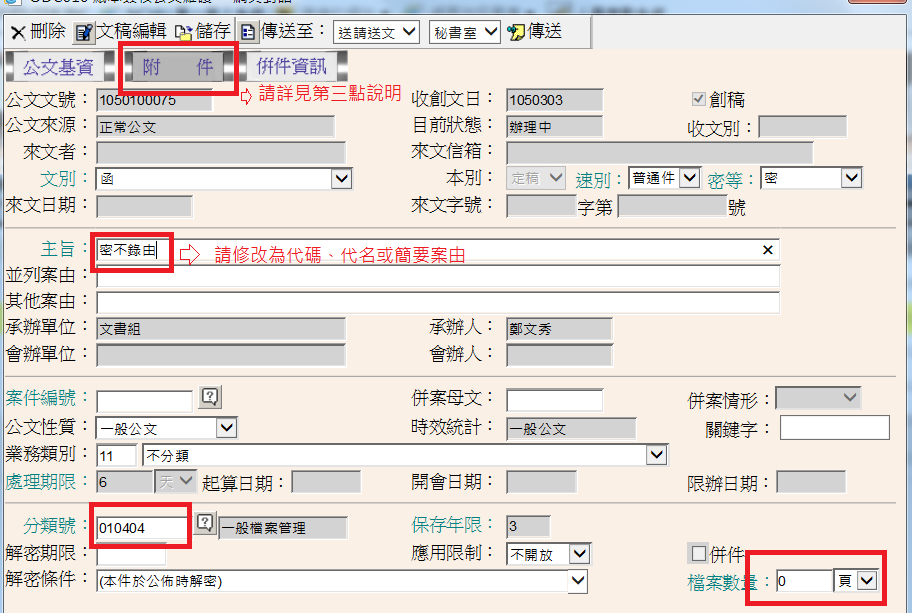 刪除 文稿編輯 儲存 傳送至： 送請送文 秘書室 傳送
公文基資 附 件 併件資訊
請詳見第三點說明
公文文號： 1050100075 收創文日： 1050303 創稿
公文來源： 正常公文 目前狀態： 辦理中 收文別：
來文者： 來文信箱：
文別： 函 本別： 定稿 速別： 普通件 密等： 密
來文日期： 來文字號： 字第 號
主旨： 密不錄由 請修改為代碼、代名或簡要案由
並列案由：
其他案由：
承辦單位： 文書組 承辦人： 鄭文秀
會辦單位： 會辦人：
案件編號： 併案母文： 併案情形：
公文性質： 一般公文 時效統計： 一般公文 關鍵字：
業務類別： 11 不分類
處理期限： 6 天 起算日期： 開會日期： 限辦日期：
分類號： 010404 一般檔案管理 保存年限： 3
解密期限： 應用限制： 不開放 併件
解密條件： (本件於公佈時解密) 檔案數量： 0 頁